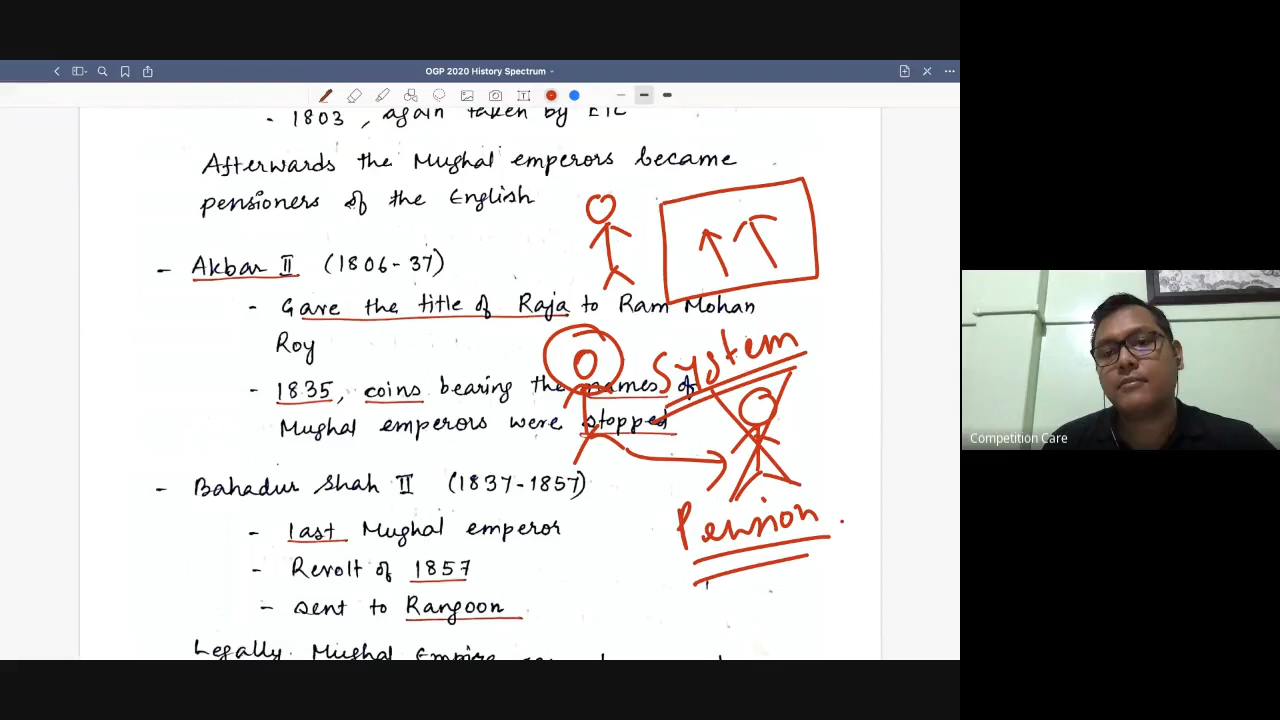 OGP 2020 History Spectrum
- 1803, again taken by EIC
Afterwards the Mughal emperors became
pensioners of the English
- Akbar II (1806-37)
- Gave the title of Raja to Ram Mohan
Roy
System
- 1835, coins bearing the names of
Mughal emperors were stopped
Competition Care
- Bahadur Shah II (1837-1857)
Pension
- last Mughal emperor
- Revolt of 1857
- sent to Rangoon
Legally, Mughal Empire